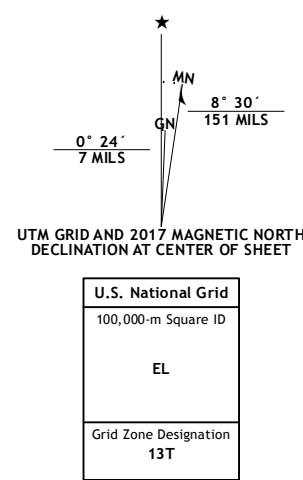 ★
MN
GN
8° 30´
151 MILS
0° 24´
7 MILS
UTM GRID AND 2017 MAGNETIC NORTH
DECLINATION AT CENTER OF SHEET
U.S. National Grid
100,000-m Square ID
EL
Grid Zone Designation
13T